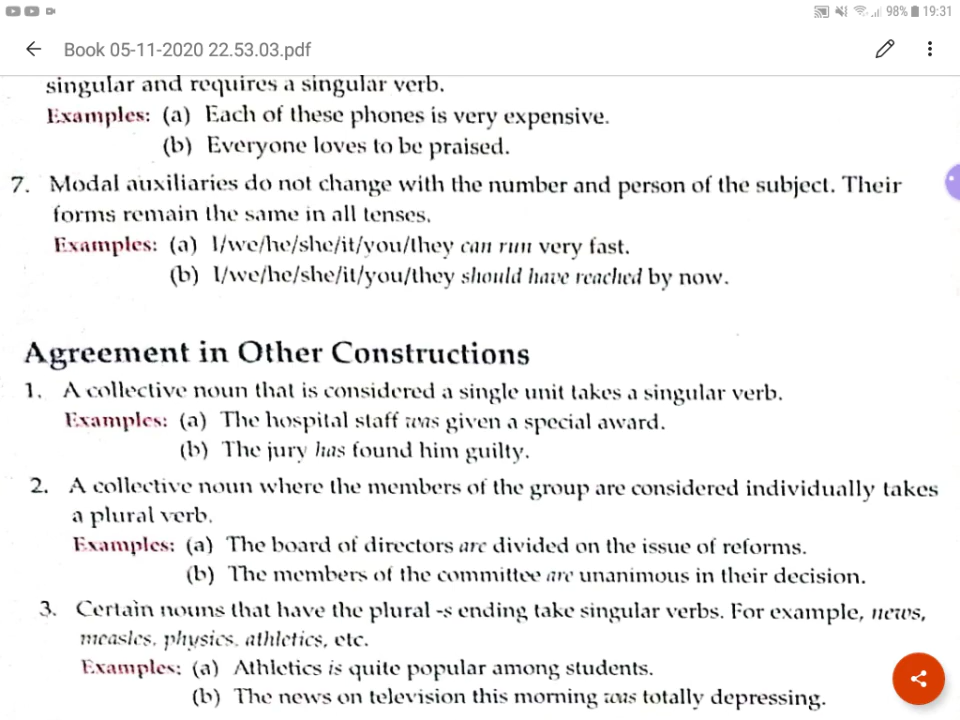 98% 19:31
Book 05-11-2020 22.53.03.pdf
singular and requires a singular verb.
Examples: (a) Each of these phones is very expensive.
(b) Everyone loves to be praised.
7. Modal auxiliaries do not change with the number and person of the subject. Their
forms remain the same in all tenses.
Examples: (a) I/we/he/she/it/you/they can run very fast.
(b) I/we/he/she/it/you/they should have reached by now.
Agreement in Other Constructions
1. A collective noun that is considered a single unit takes a singular verb.
Examples: (a) The hospital staff was given a special award.
(b) The jury has found him guilty.
2. A collective noun where the members of the group are considered individually takes
a plural verb.
Examples: (a) The board of directors are divided on the issue of reforms.
(b) The members of the committee are unanimous in their decision.
3. Certain nouns that have the plural -s ending take singular verbs. For example, news,
measles, physics, athletics, etc.
Examples: (a) Athletics is quite popular among students.
(b) The news on television this morning was totally depressing.